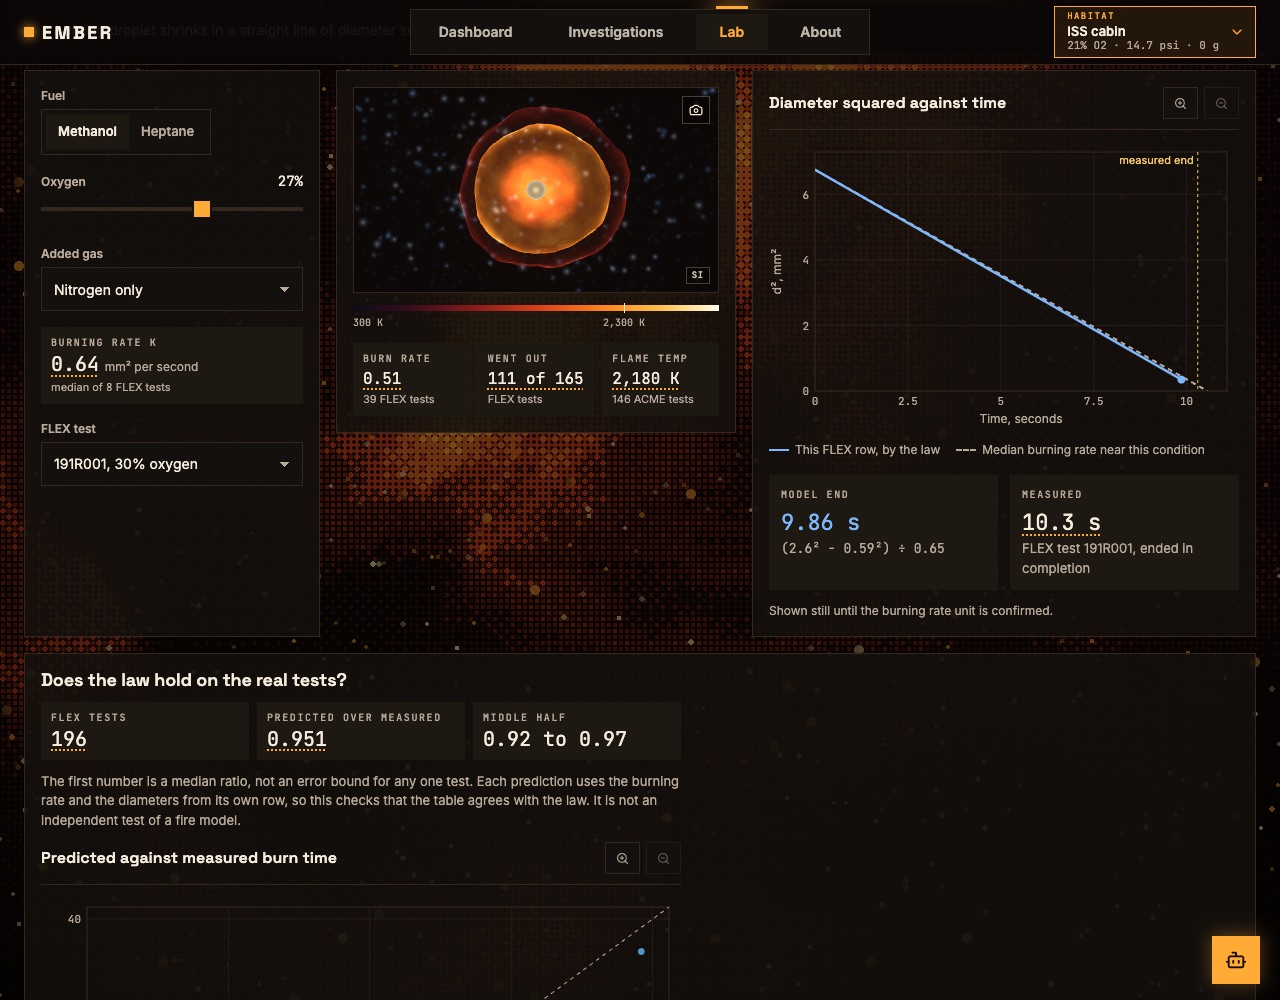 EMBER
droplet shrinks in a straight line of diameter s
Dashboard
Investigations
Lab
About
HABITAT
ISS cabin
21% O2 · 14.7 psi · 0 g
Fuel
Methanol
Heptane
Oxygen
27%
Added gas
Nitrogen only
BURNING RATE K
0.64 mm² per second
median of 8 FLEX tests
FLEX test
191R001, 30% oxygen
SI
300 K
2,300 K
BURN RATE
0.51
39 FLEX tests
WENT OUT
111 of 165
FLEX tests
FLAME TEMP
2,180 K
146 ACME tests
Diameter squared against time
measured end
d², mm²
6
4
2
0
0
2.5
5
7.5
10
Time, seconds
This FLEX row, by the law
Median burning rate near this condition
MODEL END
9.86 s
(2.6² - 0.59²) ÷ 0.65
MEASURED
10.3 s
FLEX test 191R001, ended in
completion
Shown still until the burning rate unit is confirmed.
Does the law hold on the real tests?
FLEX TESTS
196
PREDICTED OVER MEASURED
0.951
MIDDLE HALF
0.92 to 0.97
The first number is a median ratio, not an error bound for any one test. Each prediction uses the burning
rate and the diameters from its own row, so this checks that the table agrees with the law. It is not an
independent test of a fire model.
Predicted against measured burn time
40